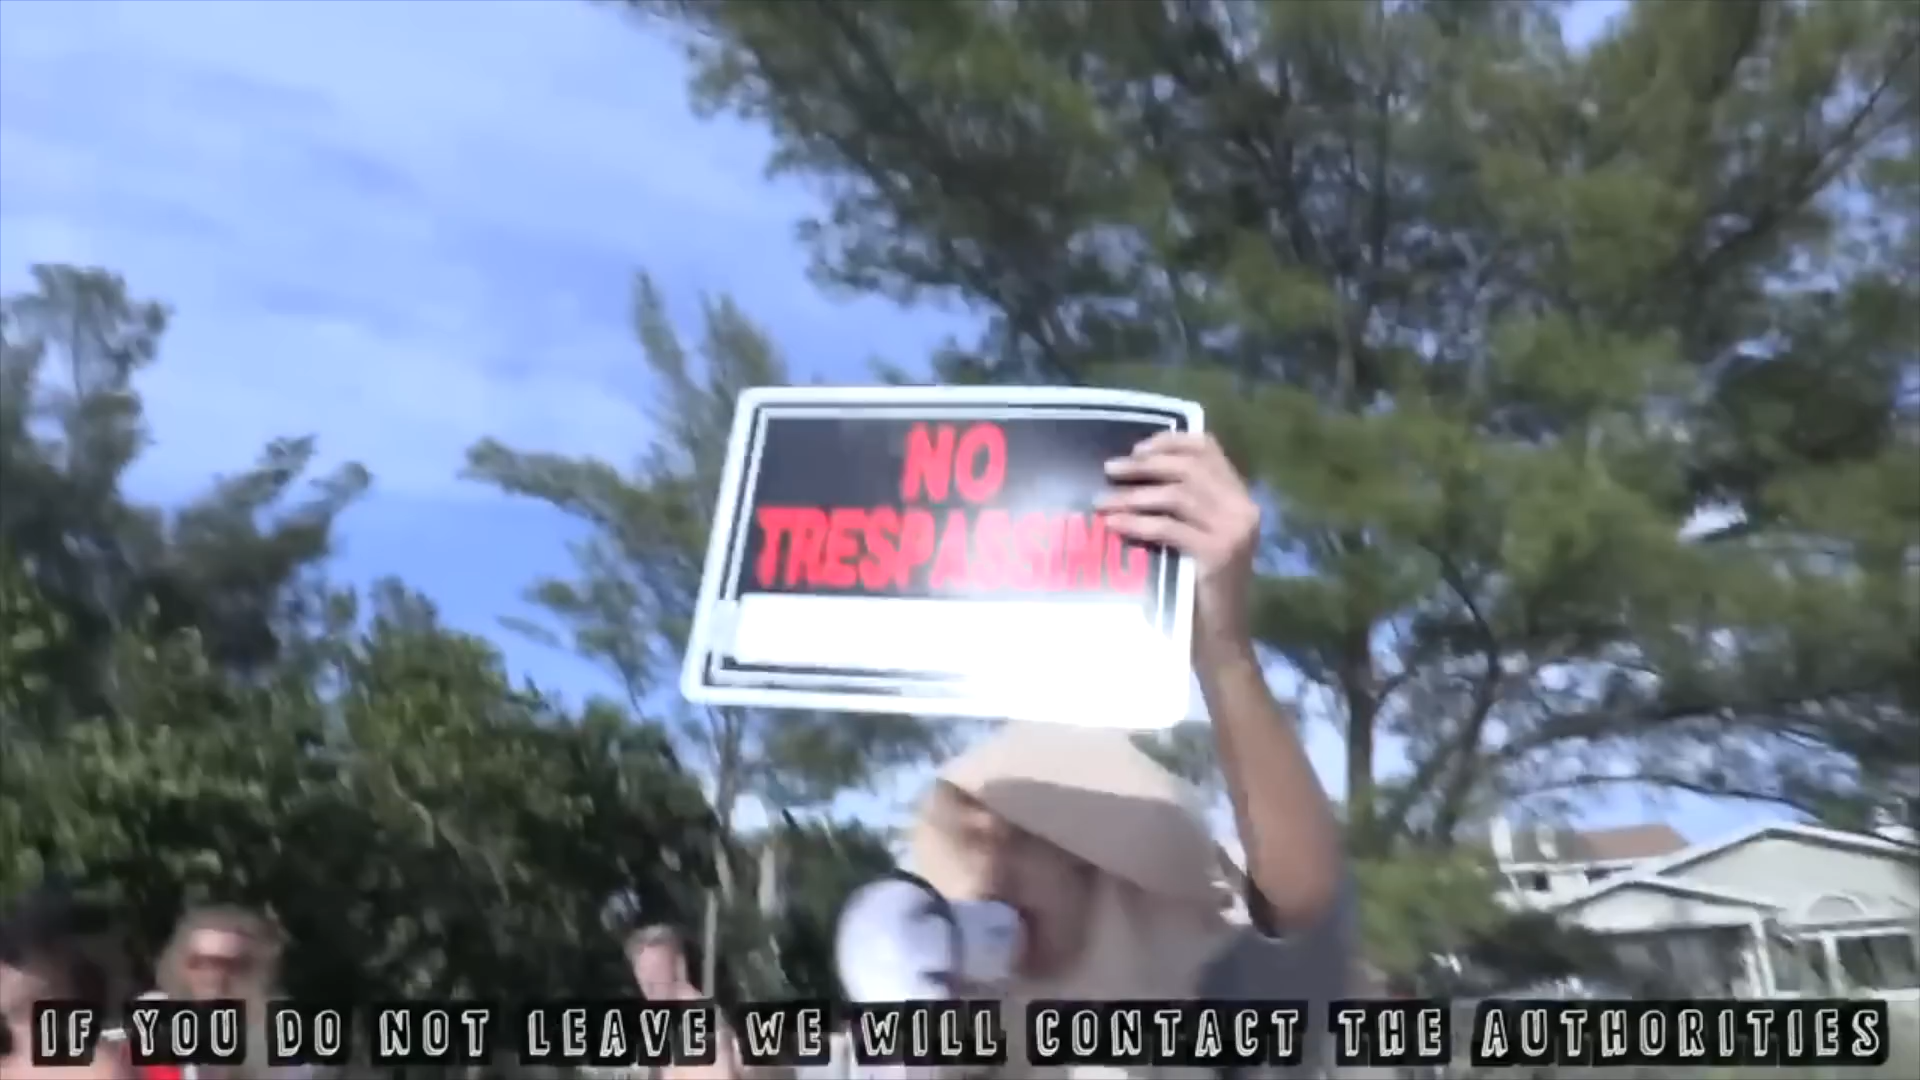 NO
TRESPASSING
IF YOU DO NOT LEAVE WE WILL CONTACT THE AUTHORITIES